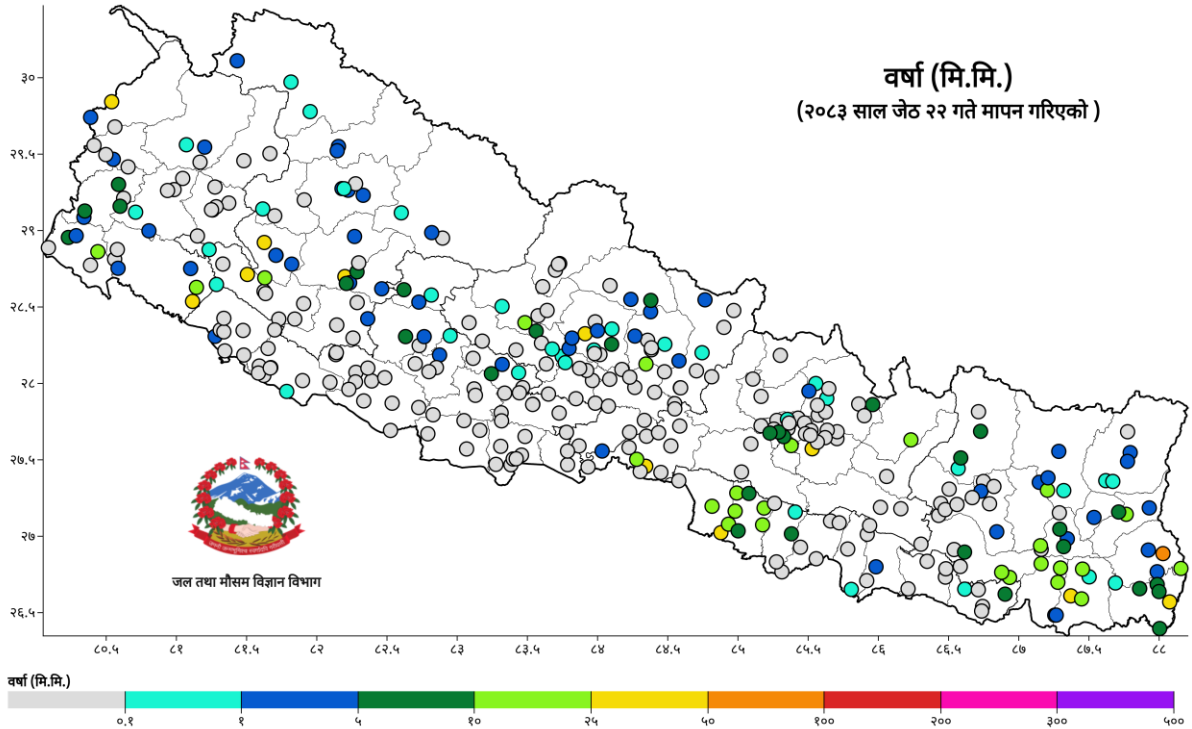 वर्षा (मि.मि.)
(२०८३ साल जेठ २२ गते मापन गरिएको )
३०
२९.५
२९
२८.५
२८
२७.५
२७
२६.५
जल तथा मौसम विज्ञान विभाग
८०.५ ८१ ८१.५ ८२ ८२.५ ८३ ८३.५ ८४ ८४.५ ८५ ८५.५ ८६ ८६.५ ८७ ८७.५ ८८
वर्षा (मि.मि.)
०.१ १ ५ १० २५ ५० १०० २०० ३०० ५००